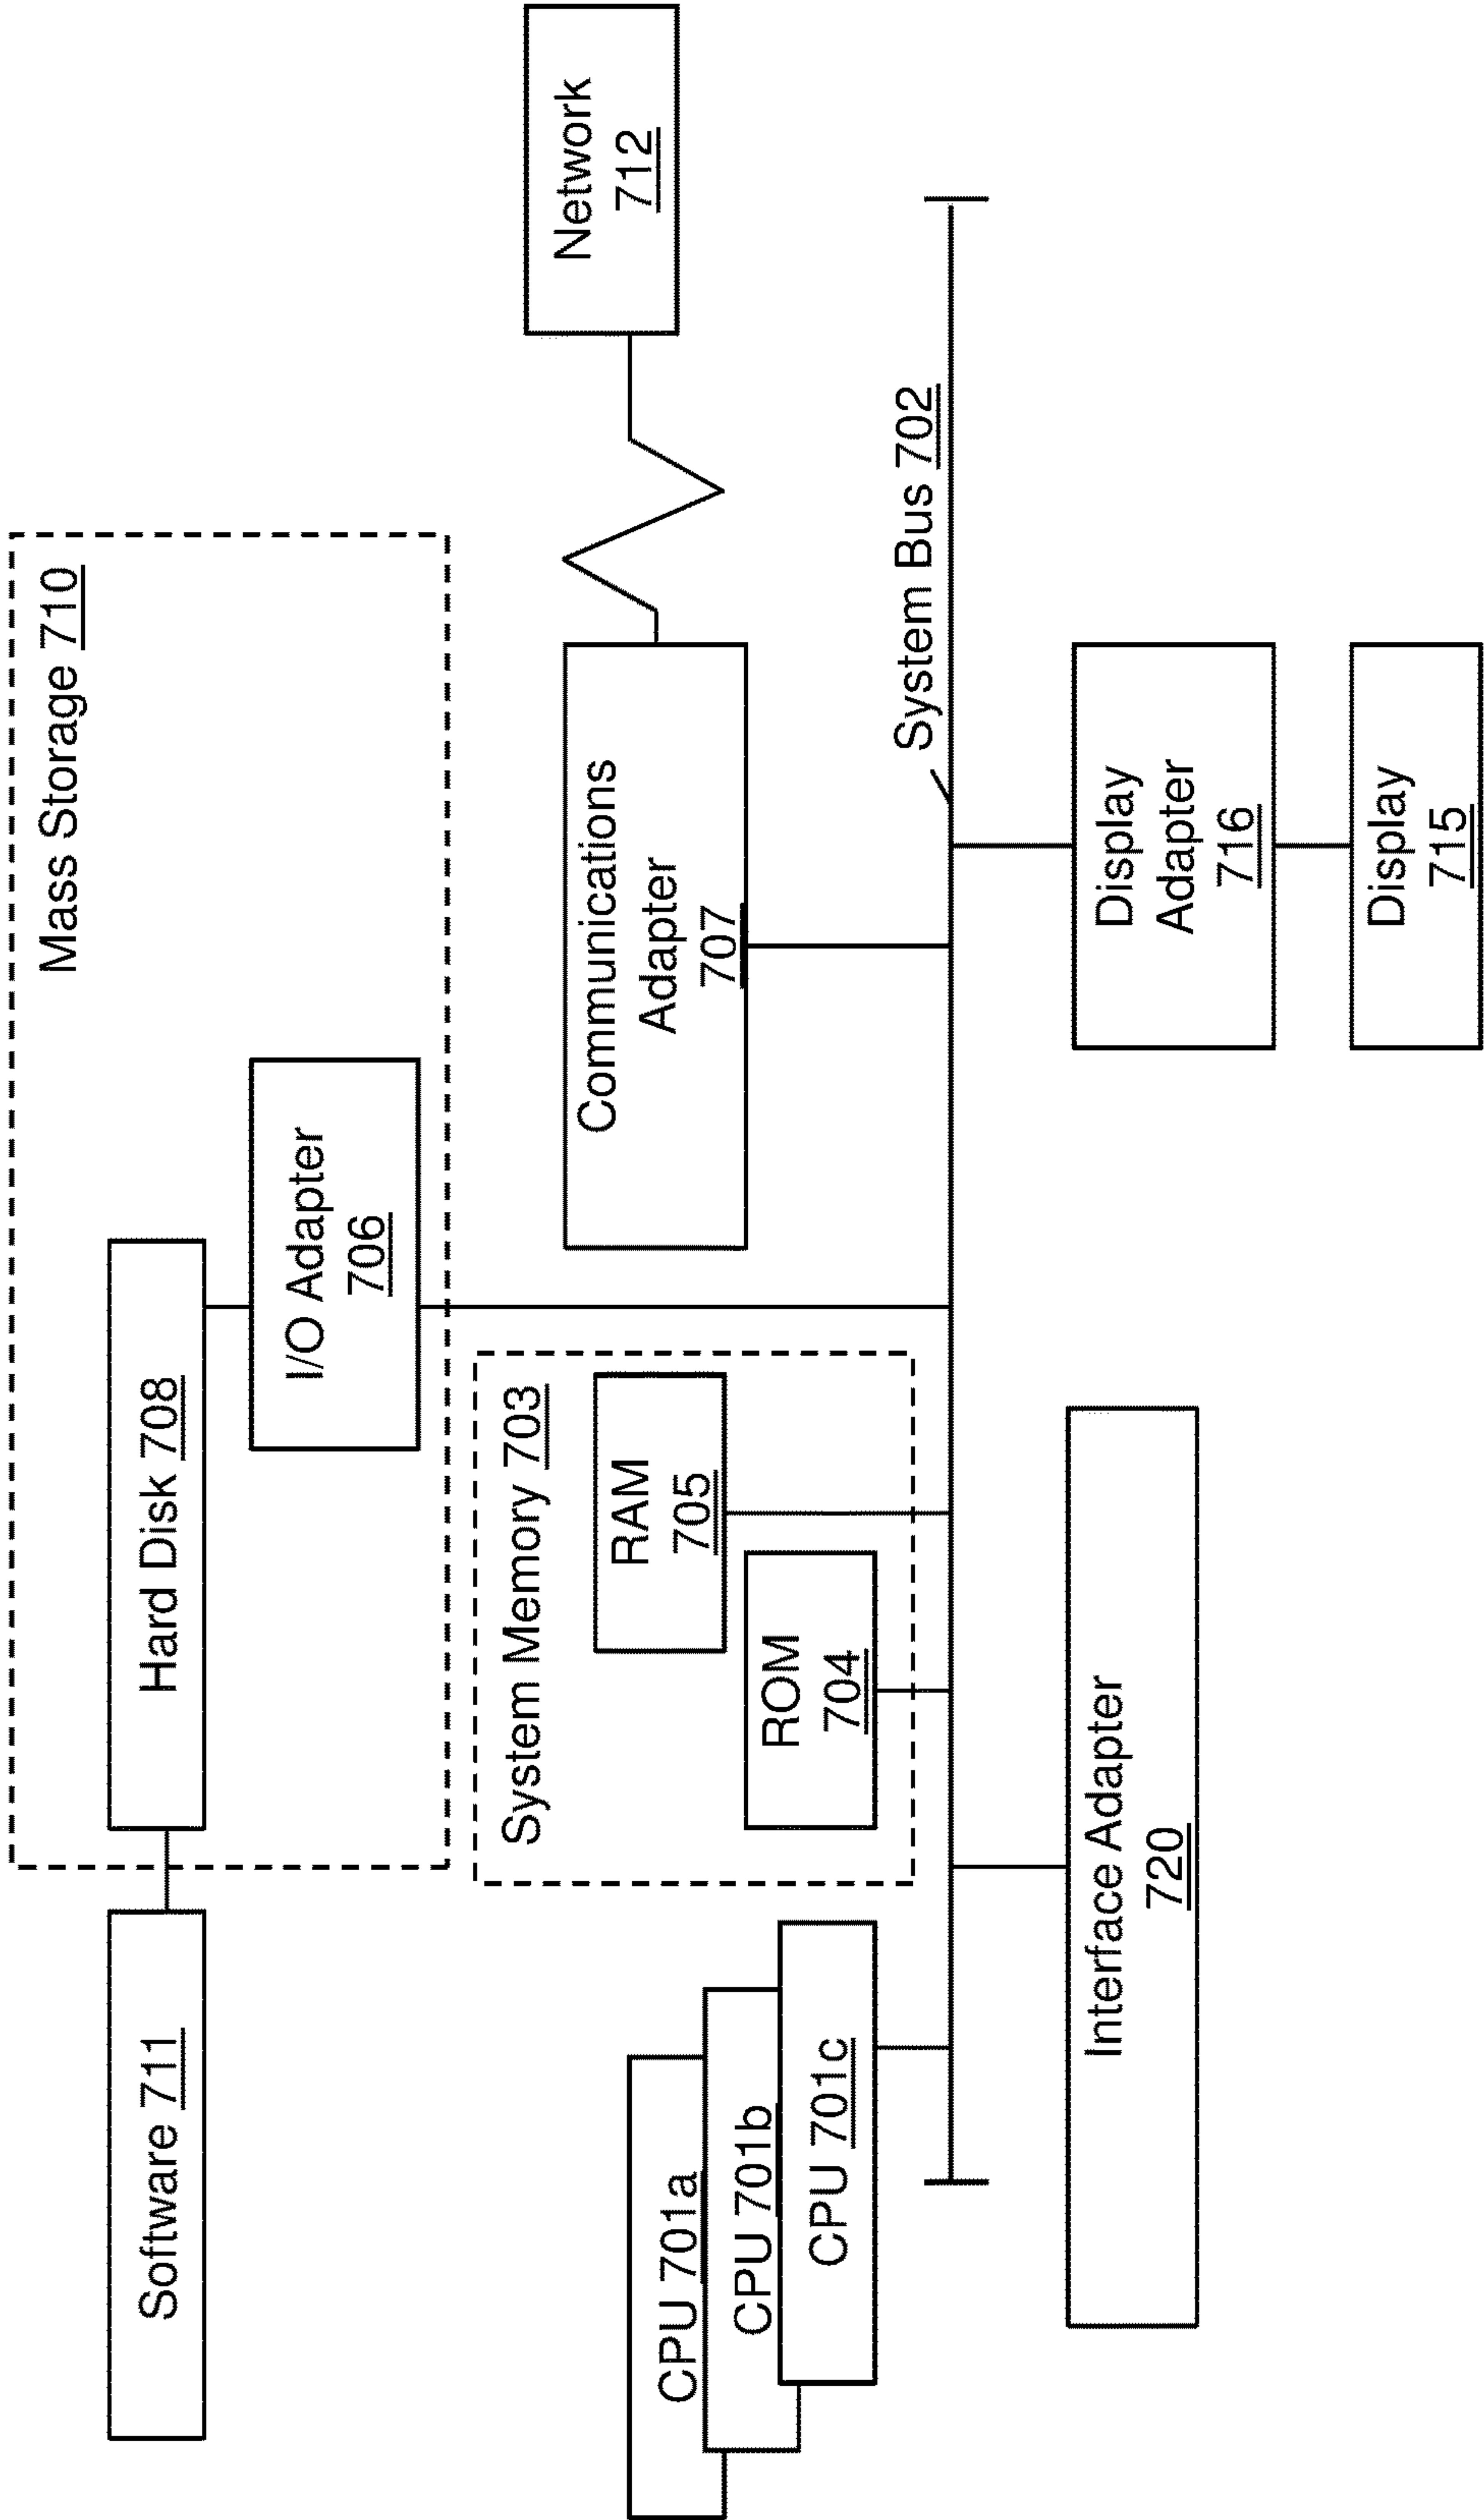 Software 711
Hard Disk 708
Mass Storage 710
I/O Adapter
706
System Memory 703
RAM
705
ROM
704
CPU 701a
CPU 701b
CPU 701c
Communications
Adapter
707
Network
712
System Bus 702
Interface Adapter
720
Display
Adapter
716
Display
715